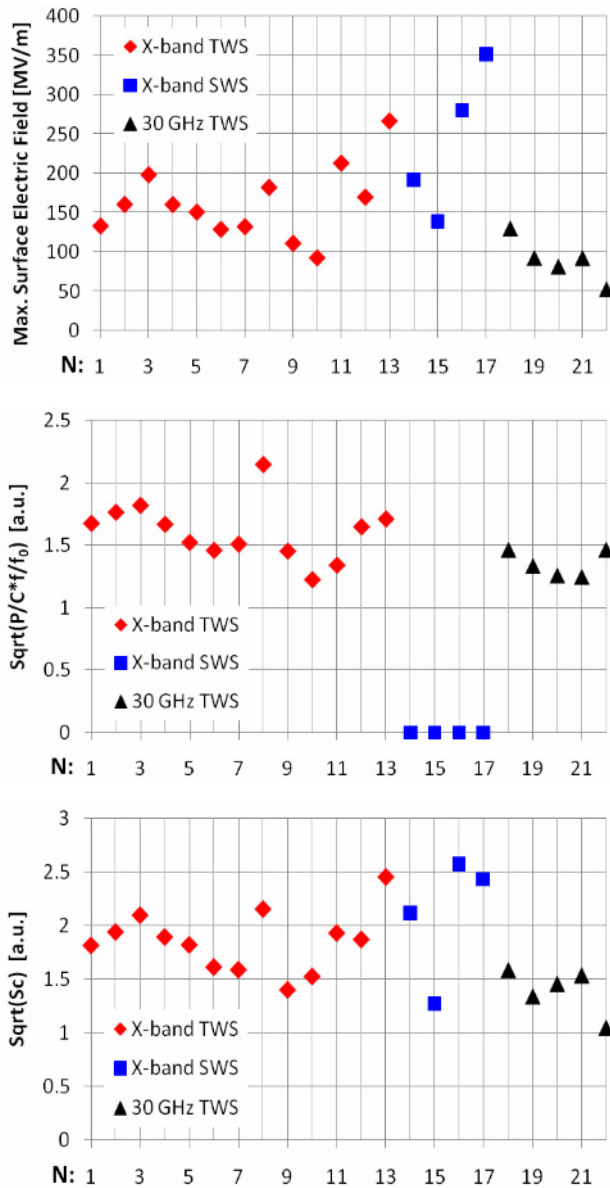 Max. Surface Electric Field [MV/m]
400
350
300
250
200
150
100
50
0
X-band TWS
X-band SWS
30 GHz TWS
N: 1 3 5 7 9 11 13 15 17 19 21
Sqrt(P/C*f/f₀) [a.u.]
2.5
2
1.5
1
0.5
0
X-band TWS
X-band SWS
30 GHz TWS
N: 1 3 5 7 9 11 13 15 17 19 21
Sqrt(Sc) [a.u.]
3
2.5
2
1.5
1
0.5
0
X-band TWS
X-band SWS
30 GHz TWS
N: 1 3 5 7 9 11 13 15 17 19 21